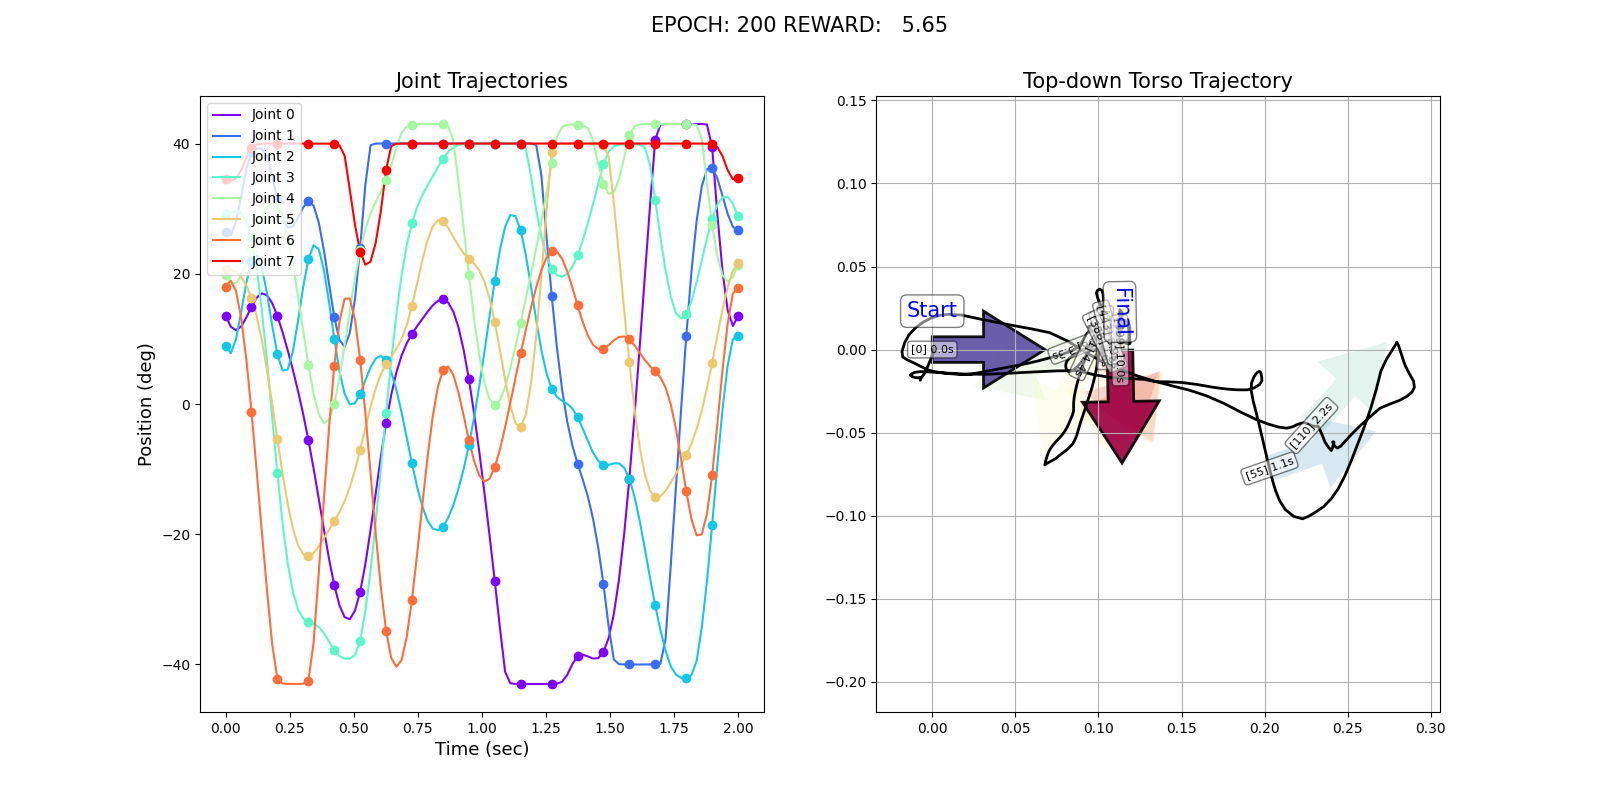 EPOCH: 200 REWARD:   5.65
Joint Trajectories
Joint 0
Joint 1
Joint 2
Joint 3
Joint 4
Joint 5
Joint 6
Joint 7
40
20
0
−20
−40
Position (deg)
0.00 0.25 0.50 0.75 1.00 1.25 1.50 1.75 2.00
Time (sec)
Top-down Torso Trajectory
0.15
0.10
0.05
0.00
−0.05
−0.10
−0.15
−0.20
Start
Final
[0] 0.0s
[55] 1.1s
[110] 2.2s
0.00 0.05 0.10 0.15 0.20 0.25 0.30